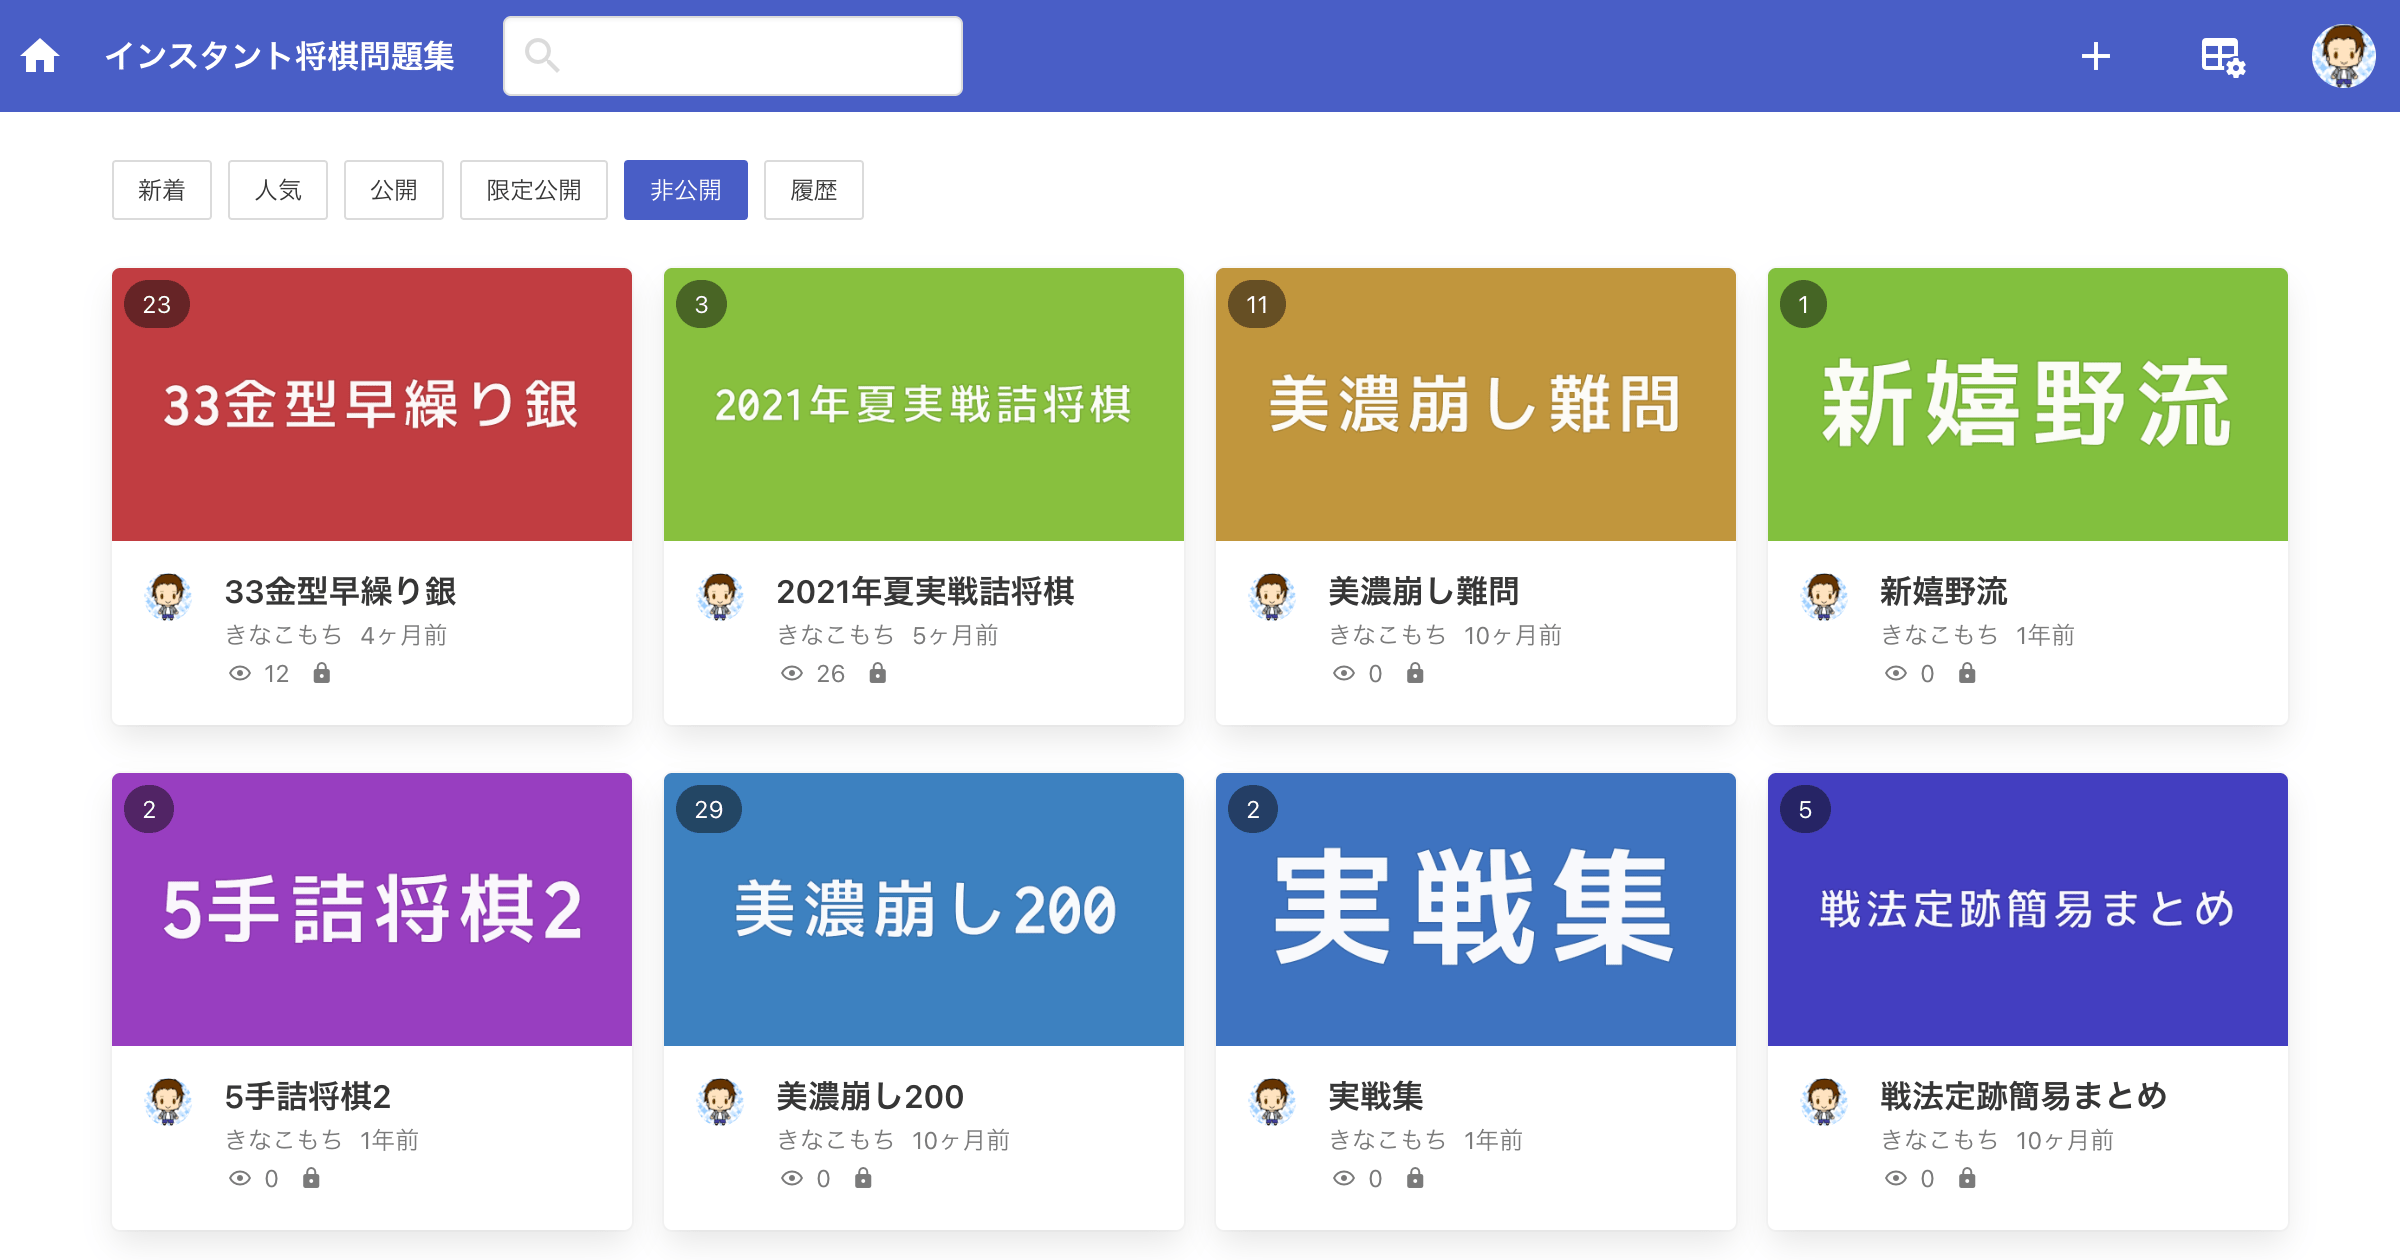 インスタント将棋問題集
新着 人気 公開 限定公開 非公開 履歴
23
33金型早繰り銀
33金型早繰り銀
きなこもち 4ヶ月前
12
3
2021年夏実戦詰将棋
2021年夏実戦詰将棋
きなこもち 5ヶ月前
26
11
美濃崩し難問
美濃崩し難問
きなこもち 10ヶ月前
0
1
新嬉野流
新嬉野流
きなこもち 1年前
0
2
5手詰将棋2
5手詰将棋2
きなこもち 1年前
0
29
美濃崩し200
美濃崩し200
きなこもち 10ヶ月前
0
2
実戦集
実戦集
きなこもち 1年前
0
5
戦法定跡簡易まとめ
戦法定跡簡易まとめ
きなこもち 10ヶ月前
0